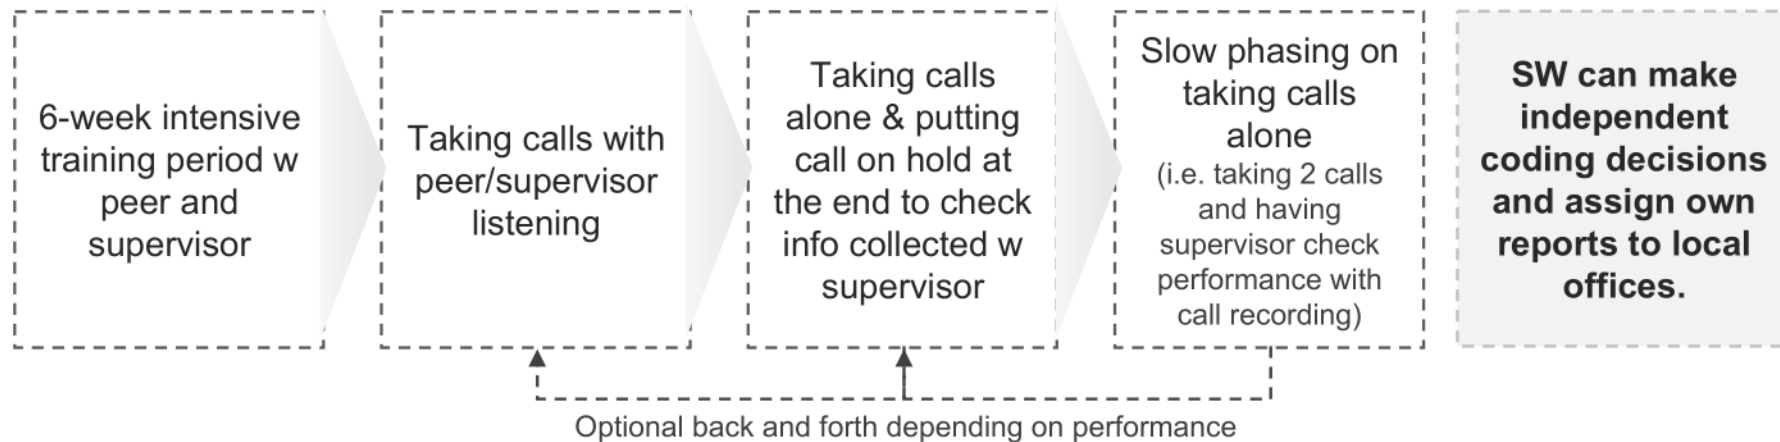 6-week intensive
training period w
peer and
supervisor
Taking calls with
peer/supervisor
listening
Taking calls
alone & putting
call on hold at
the end to check
info collected w
supervisor
Slow phasing on
taking calls
alone
(i.e. taking 2 calls
and having
supervisor check
performance with
call recording)
SW can make
independent
coding decisions
and assign own
reports to local
offices.
Optional back and forth depending on performance